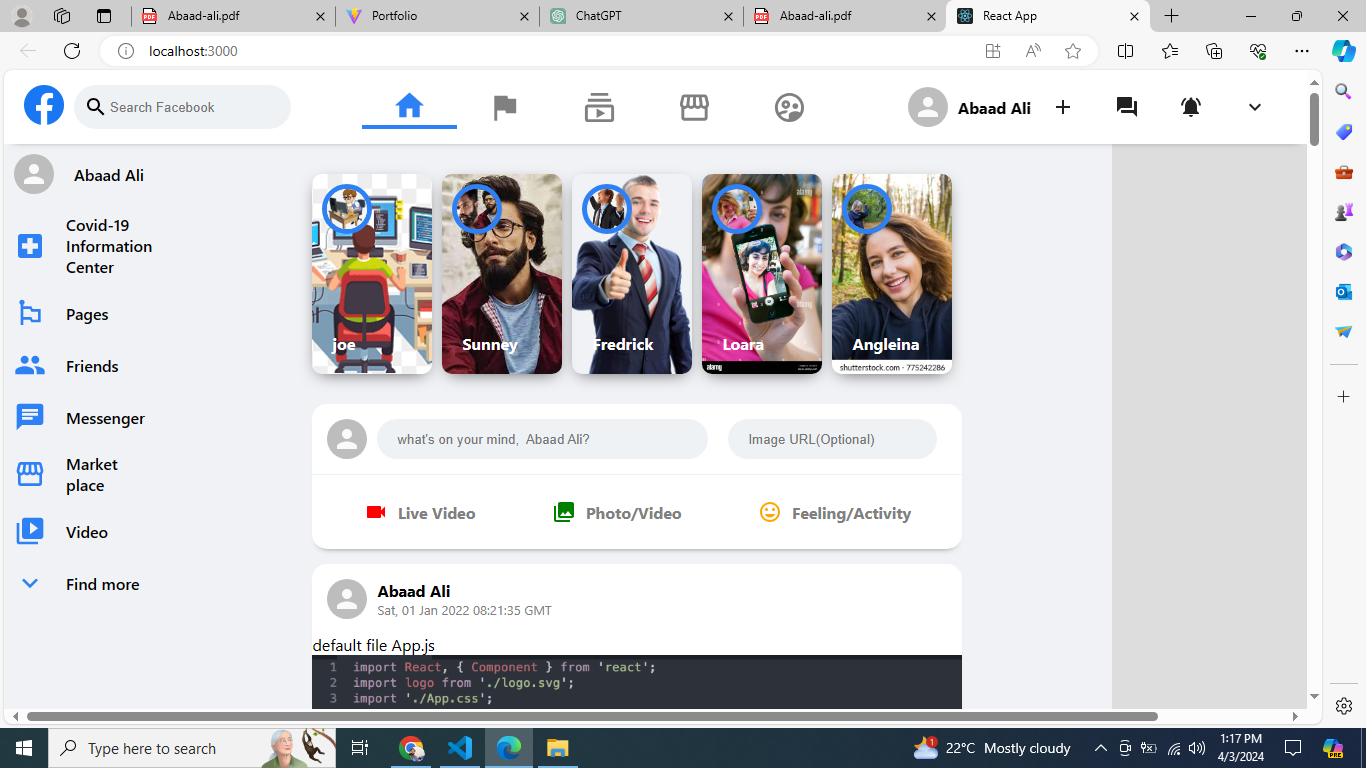 Abaad-ali.pdf
Portfolio
ChatGPT
Abaad-ali.pdf
React App
localhost:3000
Search Facebook
Abaad Ali
Abaad Ali
Covid-19
Information
Center
Pages
Friends
Messenger
Market
place
Video
Find more
joe
Sunney
Fredrick
Loara
Angleina
alamy
alamy
shutterstock.com · 775242286
what's on your mind, Abaad Ali?
Image URL(Optional)
Live Video
Photo/Video
Feeling/Activity
Abaad Ali
Sat, 01 Jan 2022 08:21:35 GMT
default file App.js
1 import React, { Component } from 'react';
2 import logo from './logo.svg';
3 import './App.css';
Type here to search
1
22°C Mostly cloudy
1:17 PM
4/3/2024
PRE